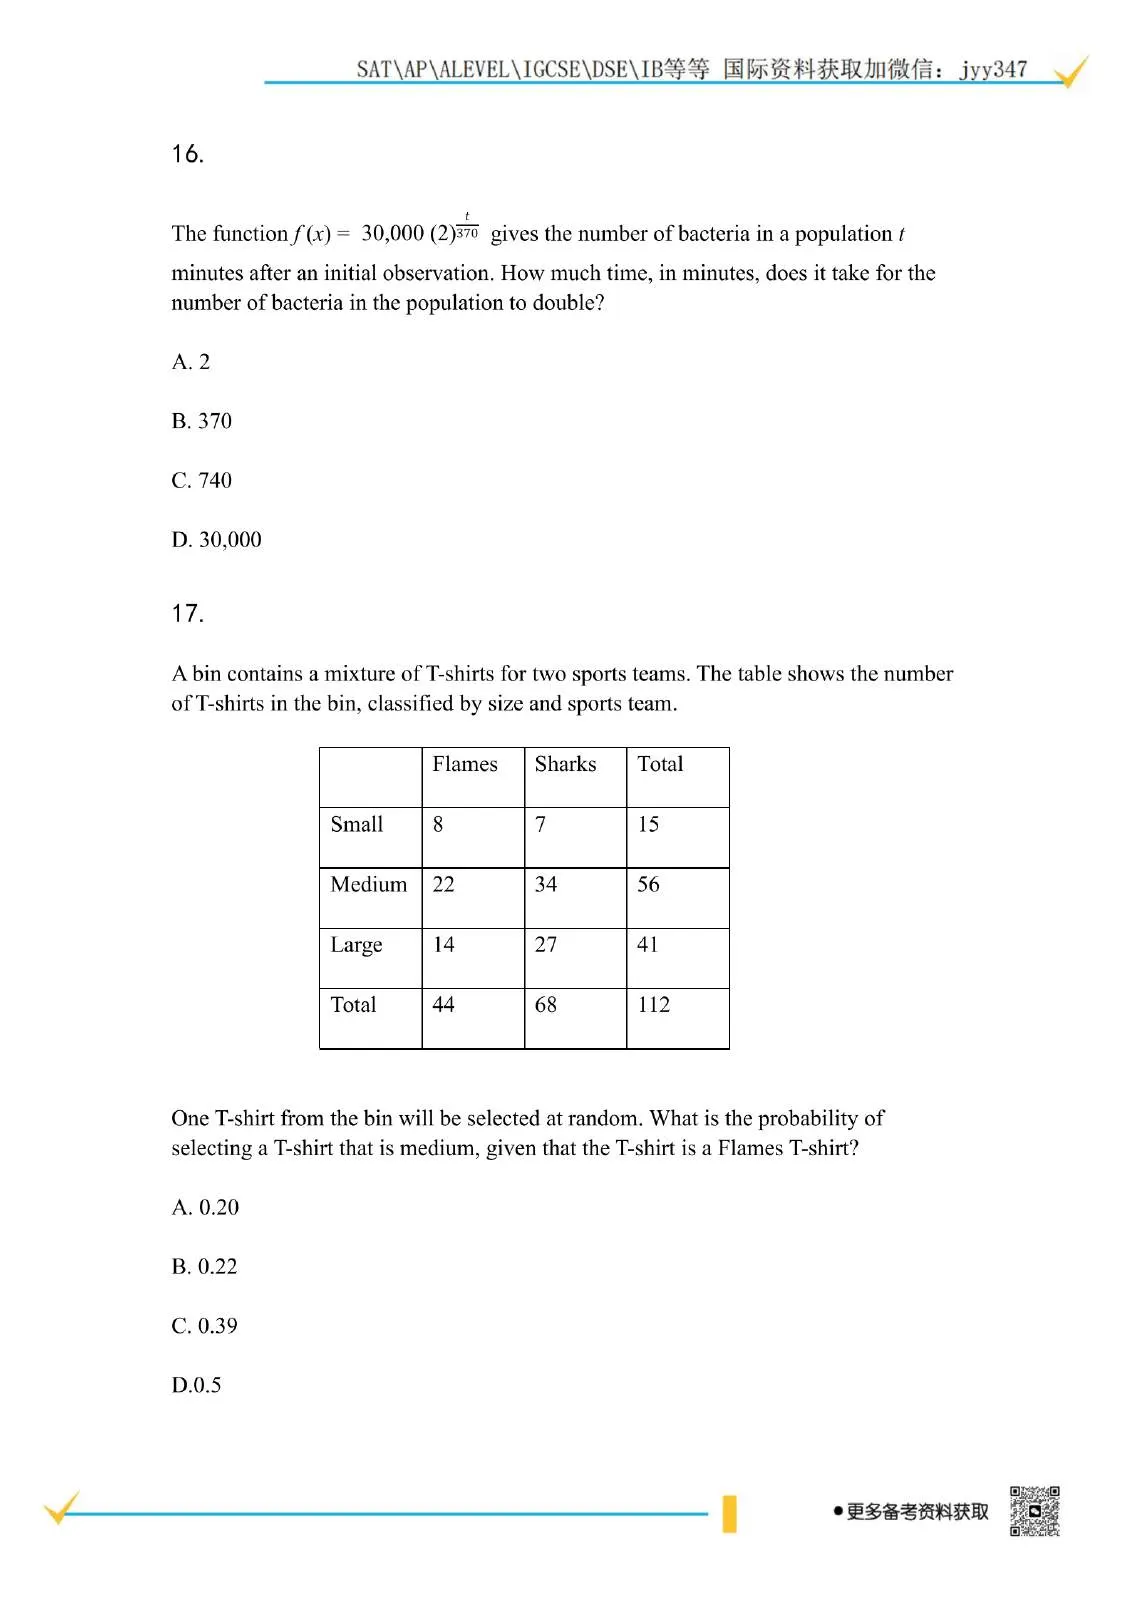 SAT\AP\ALEVEL\IGCSE\DSE\IB等等 国际资料获取加微信：jyy347
16.
The function f (x) = 30,000 (2)^(t/370) gives the number of bacteria in a population t
minutes after an initial observation. How much time, in minutes, does it take for the
number of bacteria in the population to double?
A. 2
B. 370
C. 740
D. 30,000
17.
A bin contains a mixture of T-shirts for two sports teams. The table shows the number
of T-shirts in the bin, classified by size and sports team.
Flames Sharks Total
Small 8 7 15
Medium 22 34 56
Large 14 27 41
Total 44 68 112
One T-shirt from the bin will be selected at random. What is the probability of
selecting a T-shirt that is medium, given that the T-shirt is a Flames T-shirt?
A. 0.20
B. 0.22
C. 0.39
D.0.5
●更多备考资料获取